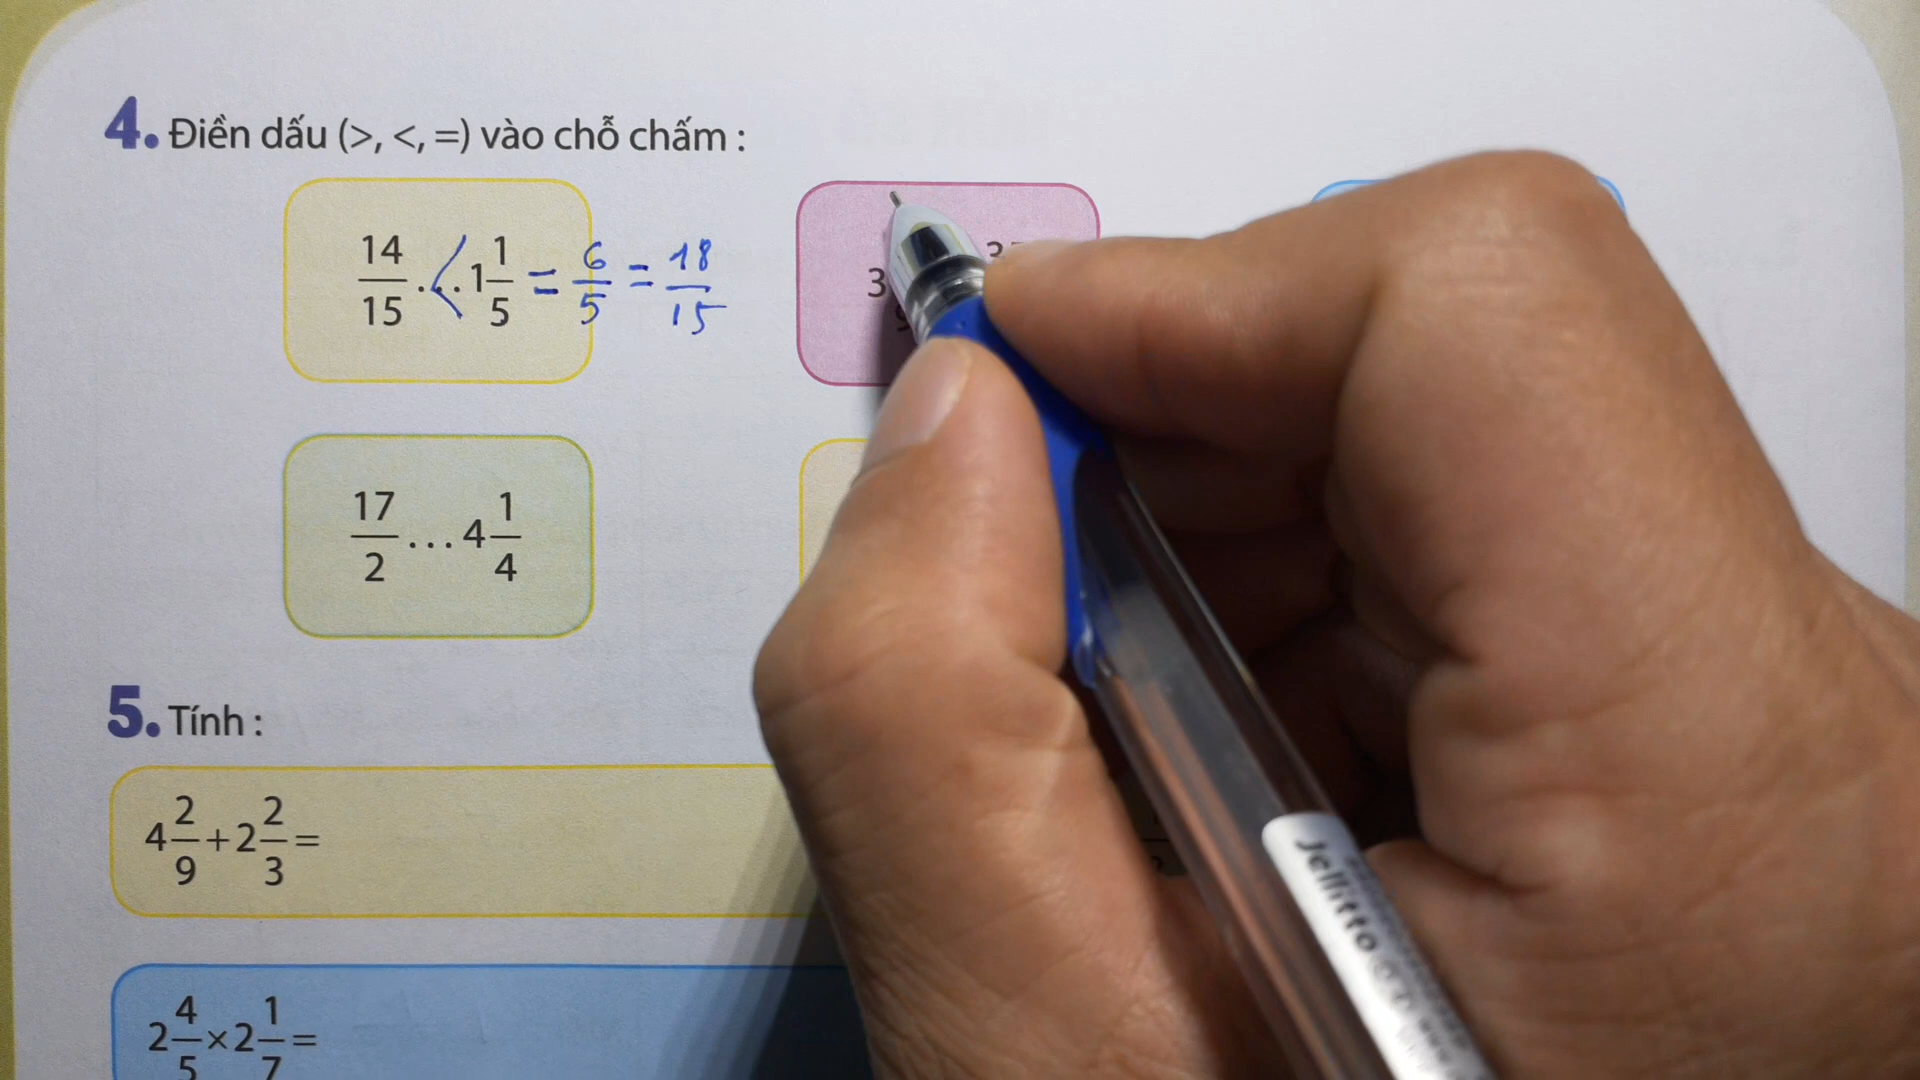 4. Điền dấu (>, <, =) vào chỗ chấm :
14/15 ...< 1 1/5 = 6/5 = 18/15
3
17/2 ... 4 1/4
5. Tính :
4 2/9 + 2 2/3 =
2 4/5 × 2 1/7 =
Jellitto